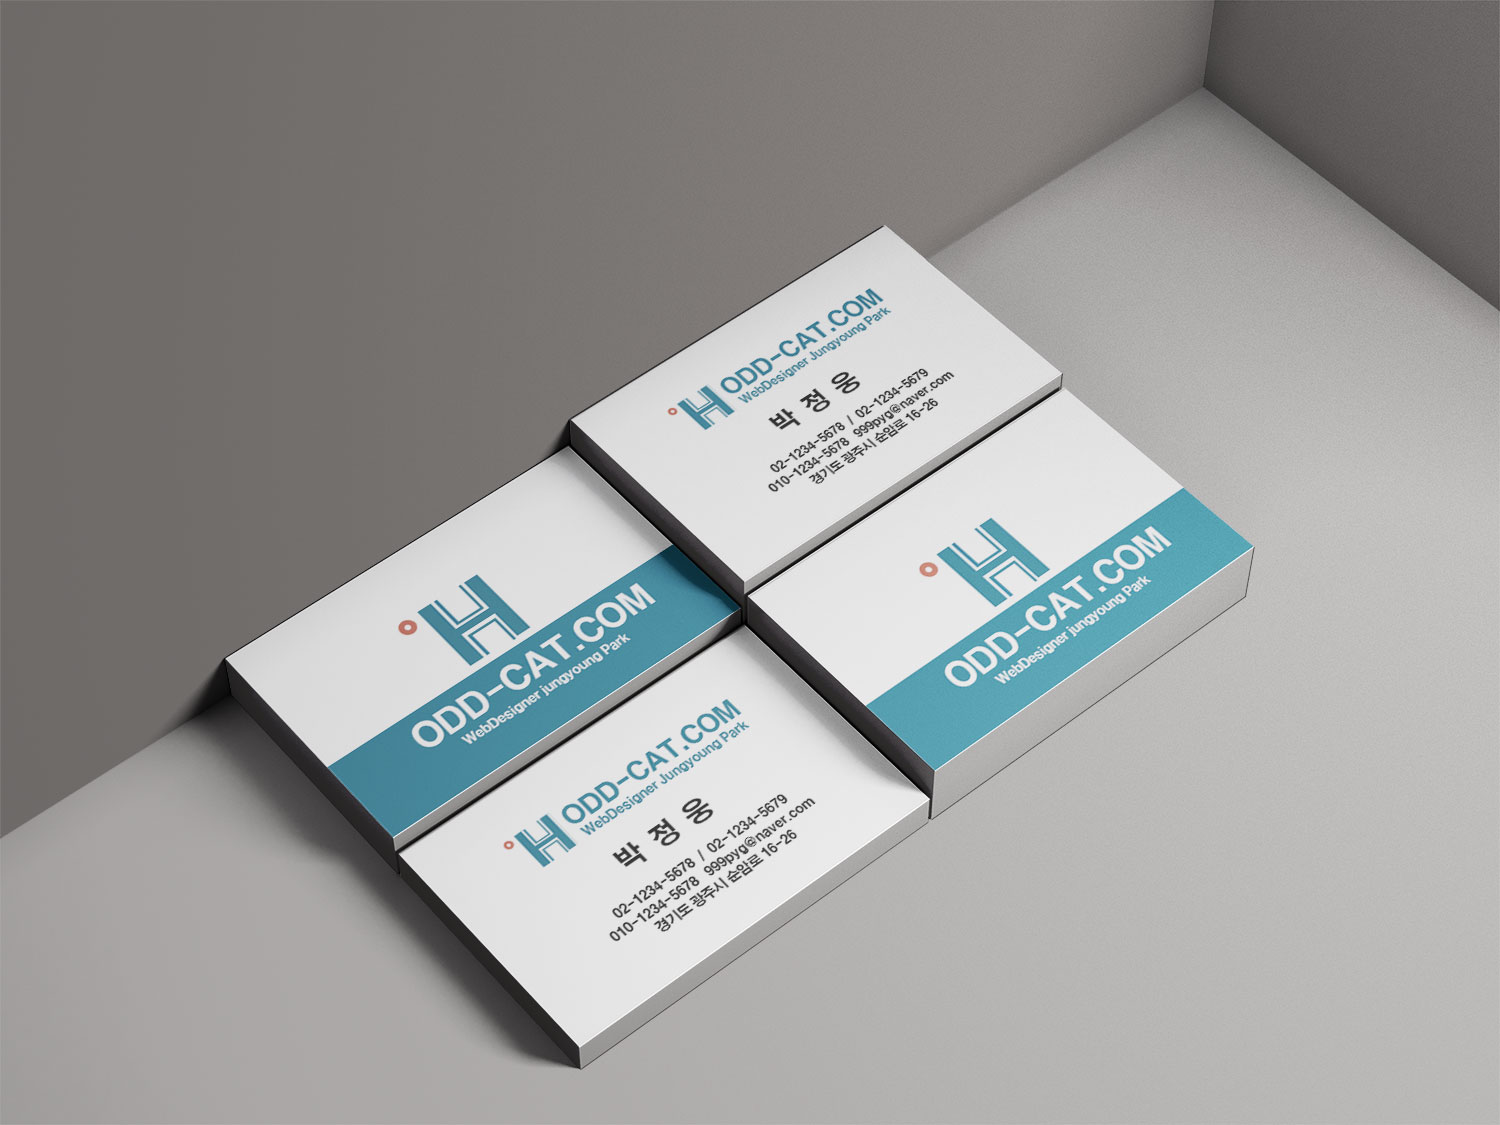 H ODD-CAT.COM
WebDesigner Jungyoung Park
박정웅
02-1234-5678 / 02-1234-5679
010-1234-5678 999pyg@naver.com
경기도 광주시 순암로 16-26
H
ODD-CAT.COM
WebDesigner jungyoung Park
H
ODD-CAT.COM
WebDesigner jungyoung Park
H ODD-CAT.COM
WebDesigner Jungyoung Park
박정웅
02-1234-5678 / 02-1234-5679
010-1234-5678 999pyg@naver.com
경기도 광주시 순암로 16-26